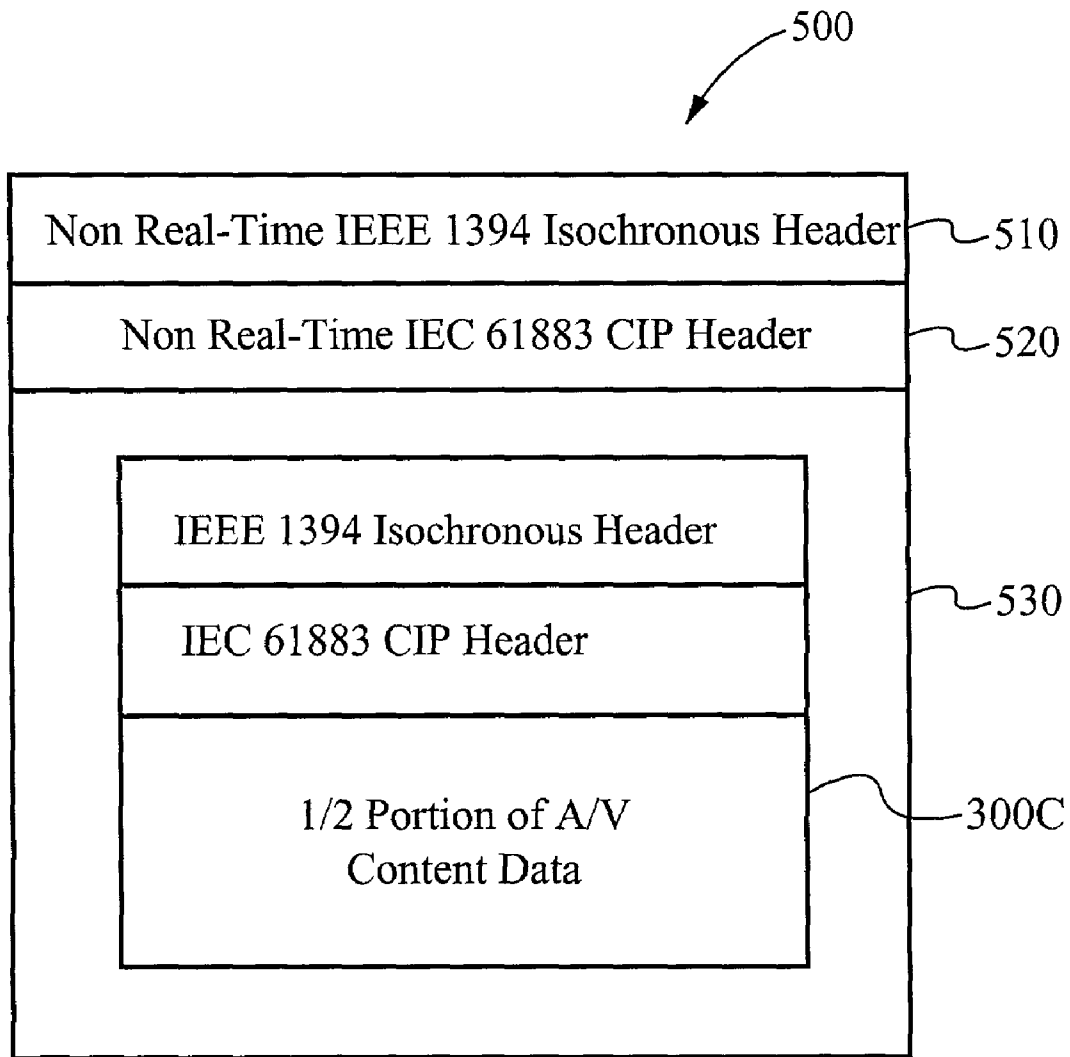 500
Non Real-Time IEEE 1394 Isochronous Header
510
Non Real-Time IEC 61883 CIP Header
520
IEEE 1394 Isochronous Header
530
IEC 61883 CIP Header
1/2 Portion of A/V
300C
Content Data